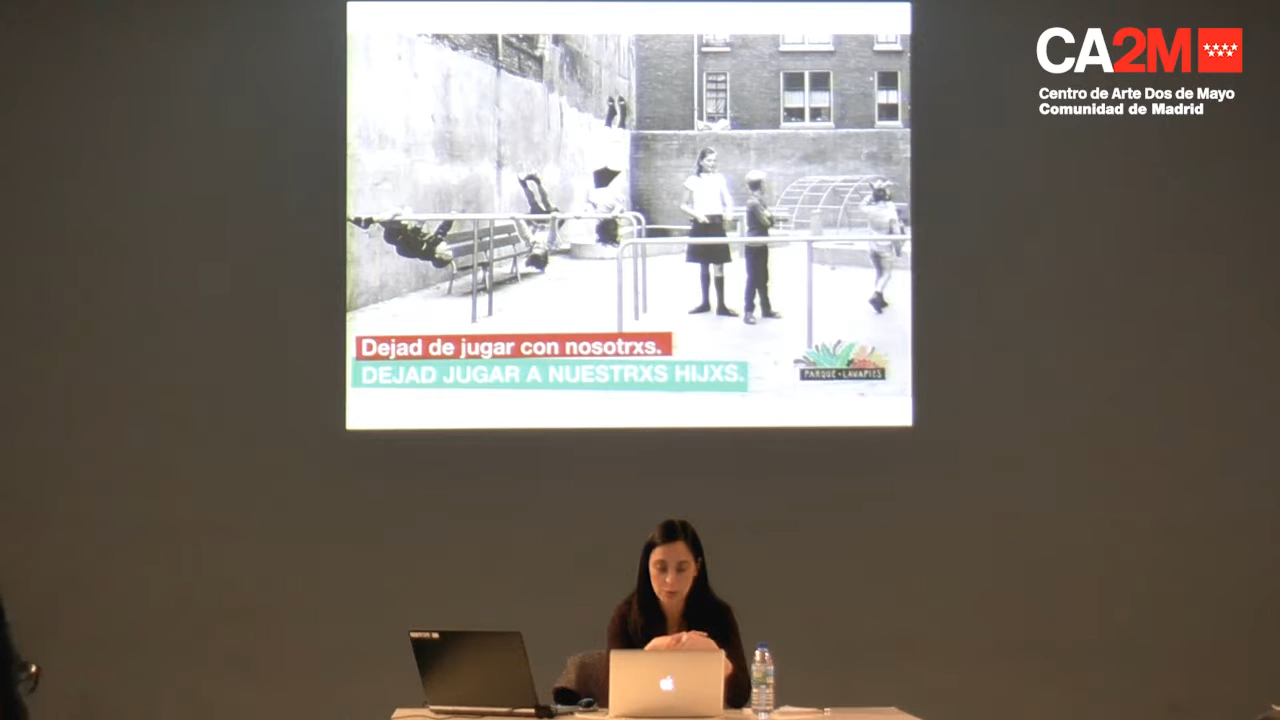 CA2M
Centro de Arte Dos de Mayo
Comunidad de Madrid
Dejad de jugar con nosotrxs.
DEJAD JUGAR A NUESTRXS HIJXS.
PARQUE-LAVAPIES